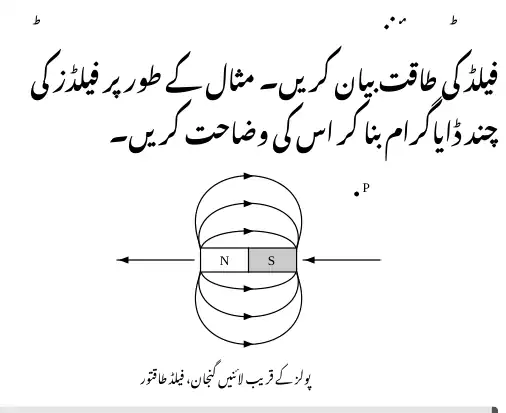 فیلڈ کی طاقت بیان کریں۔ مثال کے طور پر فیلڈز کی
چند ڈایاگرام بنا کر اس کی وضاحت کریں۔
P
N S
پولز کے قریب لائنیں گنجان، فیلڈ طاقتور